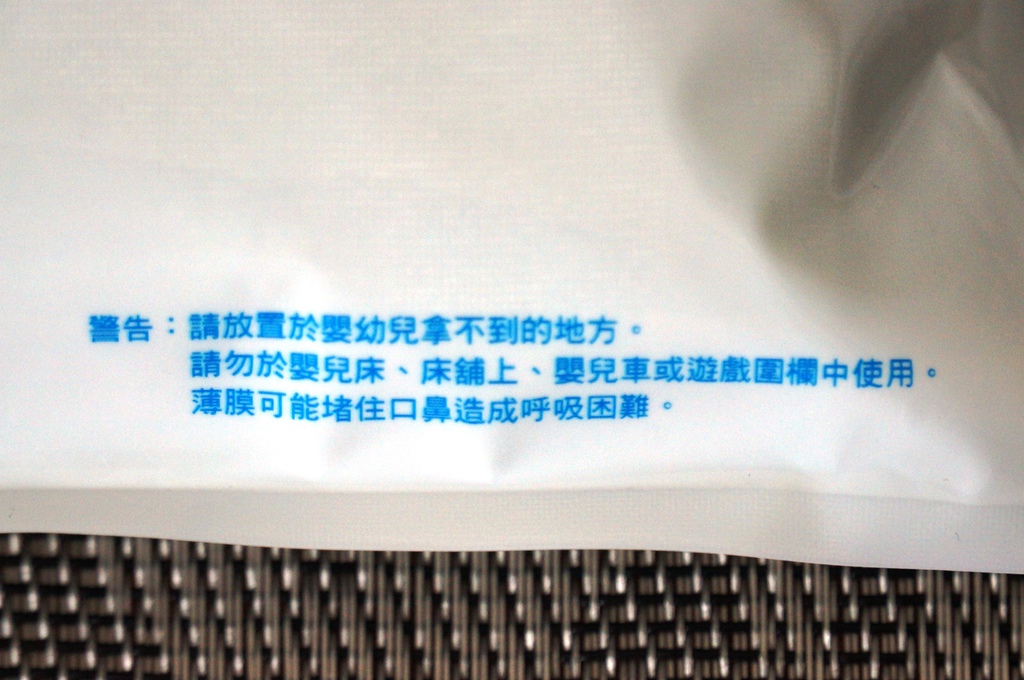 警告：請放置於嬰幼兒拿不到的地方。
請勿於嬰兒床、床舖上、嬰兒車或遊戲圍欄中使用。
薄膜可能堵住口鼻造成呼吸困難。